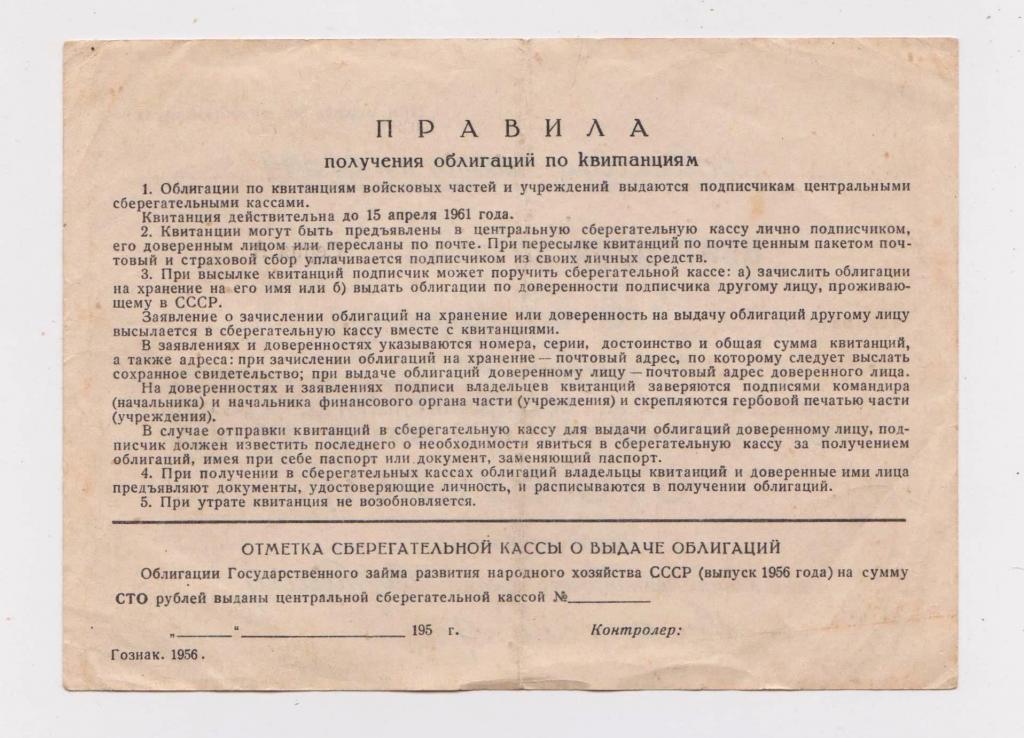 ПРАВИЛА
получения облигаций по квитанциям
1. Облигации по квитанциям войсковых частей и учреждений выдаются подписчикам центральными
сберегательными кассами.
Квитанция действительна до 15 апреля 1961 года.
2. Квитанции могут быть предъявлены в центральную сберегательную кассу лично подписчиком,
его доверенным лицом или пересланы по почте. При пересылке квитанций по почте ценным пакетом поч-
товый и страховой сбор уплачивается подписчиком из своих личных средств.
3. При высылке квитанций подписчик может поручить сберегательной кассе: а) зачислить облигации
на хранение на его имя или б) выдать облигации по доверенности подписчика другому лицу, проживаю-
щему в СССР.
Заявление о зачислении облигаций на хранение или доверенность на выдачу облигаций другому лицу
высылается в сберегательную кассу вместе с квитанциями.
В заявлениях и доверенностях указываются номера, серии, достоинство и общая сумма квитанций,
а также адреса: при зачислении облигаций на хранение — почтовый адрес, по которому следует выслать
сохранное свидетельство; при выдаче облигаций доверенному лицу — почтовый адрес доверенного лица.
На доверенностях и заявлениях подписи владельцев квитанций заверяются подписями командира
(начальника) и начальника финансового органа части (учреждения) и скрепляются гербовой печатью части
(учреждения).
В случае отправки квитанций в сберегательную кассу для выдачи облигаций доверенному лицу, под-
писчик должен известить последнего о необходимости явиться в сберегательную кассу за получением
облигаций, имея при себе паспорт или документ, заменяющий паспорт.
4. При получении в сберегательных кассах облигаций владельцы квитанций и доверенные ими лица
предъявляют документы, удостоверяющие личность, и расписываются в получении облигаций.
5. При утрате квитанция не возобновляется.
ОТМЕТКА СБЕРЕГАТЕЛЬНОЙ КАССЫ О ВЫДАЧЕ ОБЛИГАЦИЙ
Облигации Государственного займа развития народного хозяйства СССР (выпуск 1956 года) на сумму
СТО рублей выданы центральной сберегательной кассой №________
„______“________________ 195 г. Контролер:
Гознак. 1956.